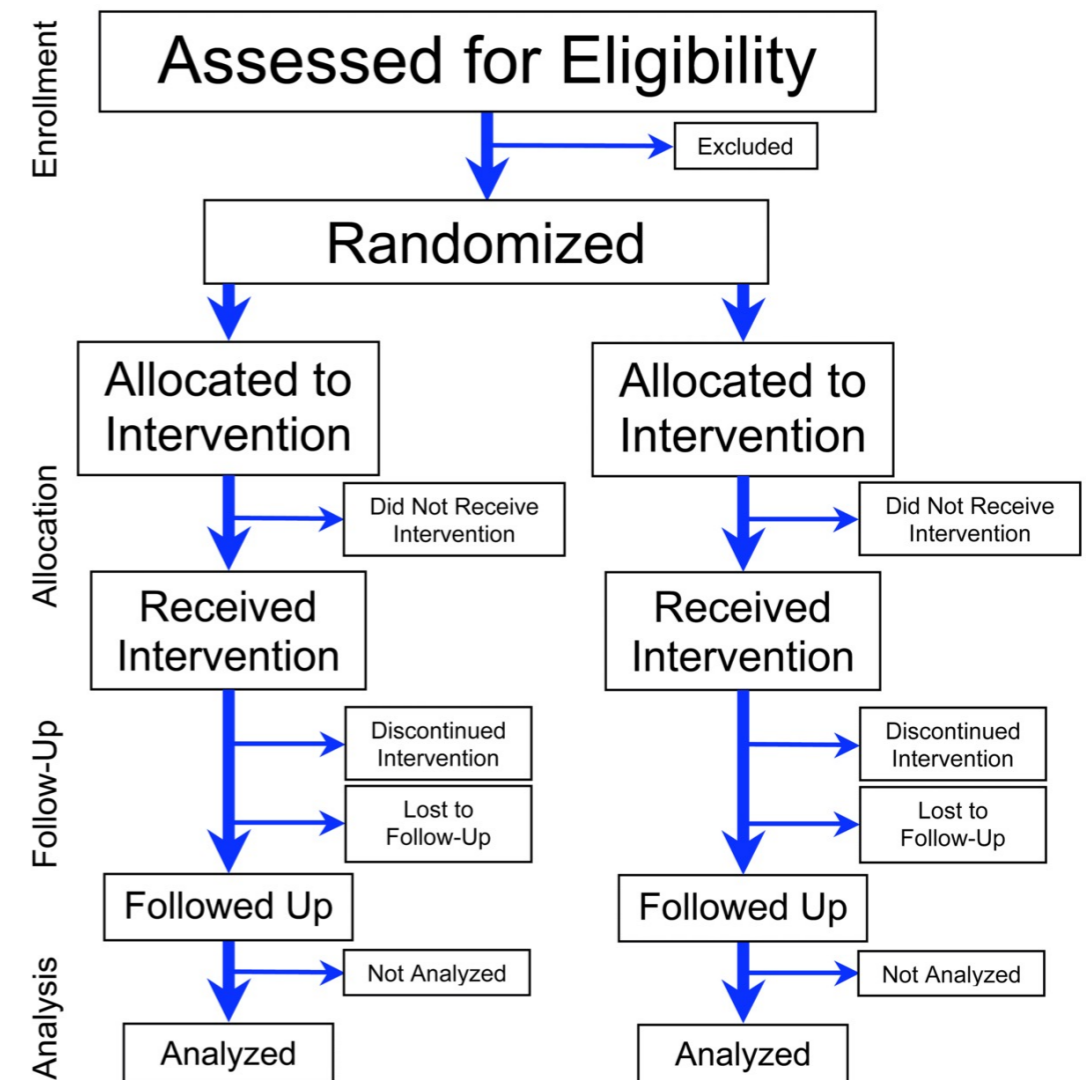 Enrollment
Assessed for Eligibility
Excluded
Randomized
Allocated to
Intervention
Allocated to
Intervention
Allocation
Did Not Receive
Intervention
Did Not Receive
Intervention
Received
Intervention
Received
Intervention
Follow-Up
Discontinued
Intervention
Discontinued
Intervention
Lost to
Follow-Up
Lost to
Follow-Up
Followed Up
Followed Up
Analysis
Not Analyzed
Not Analyzed
Analyzed
Analyzed